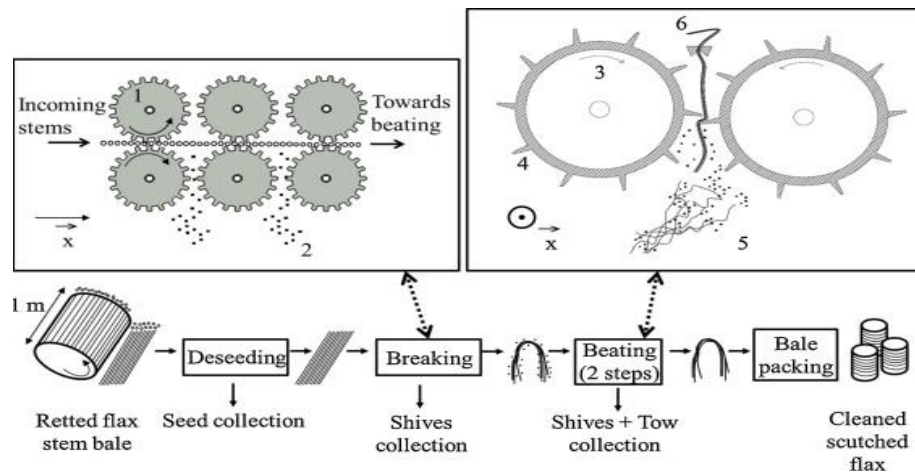 6
3
4
5
x
1
Incoming
stems
Towards
beating
2
x
1 m
Deseeding
Breaking
Beating
(2 steps)
Bale
packing
Retted flax
stem bale
Seed collection
Shives
collection
Shives + Tow
collection
Cleaned
scutched
flax